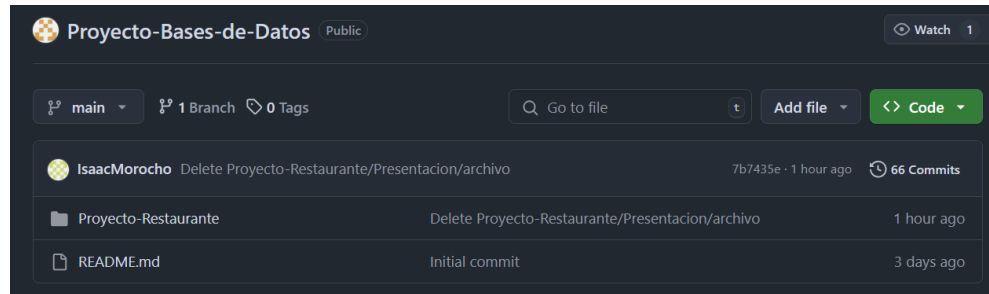 Proyecto-Bases-de-Datos Public Watch 1
main 1 Branch 0 Tags Go to file t Add file <> Code
IsaacMorocho Delete Proyecto-Restaurante/Presentacion/archivo 7b7435e · 1 hour ago 66 Commits
Proyecto-Restaurante Delete Proyecto-Restaurante/Presentacion/archivo 1 hour ago
README.md Initial commit 3 days ago